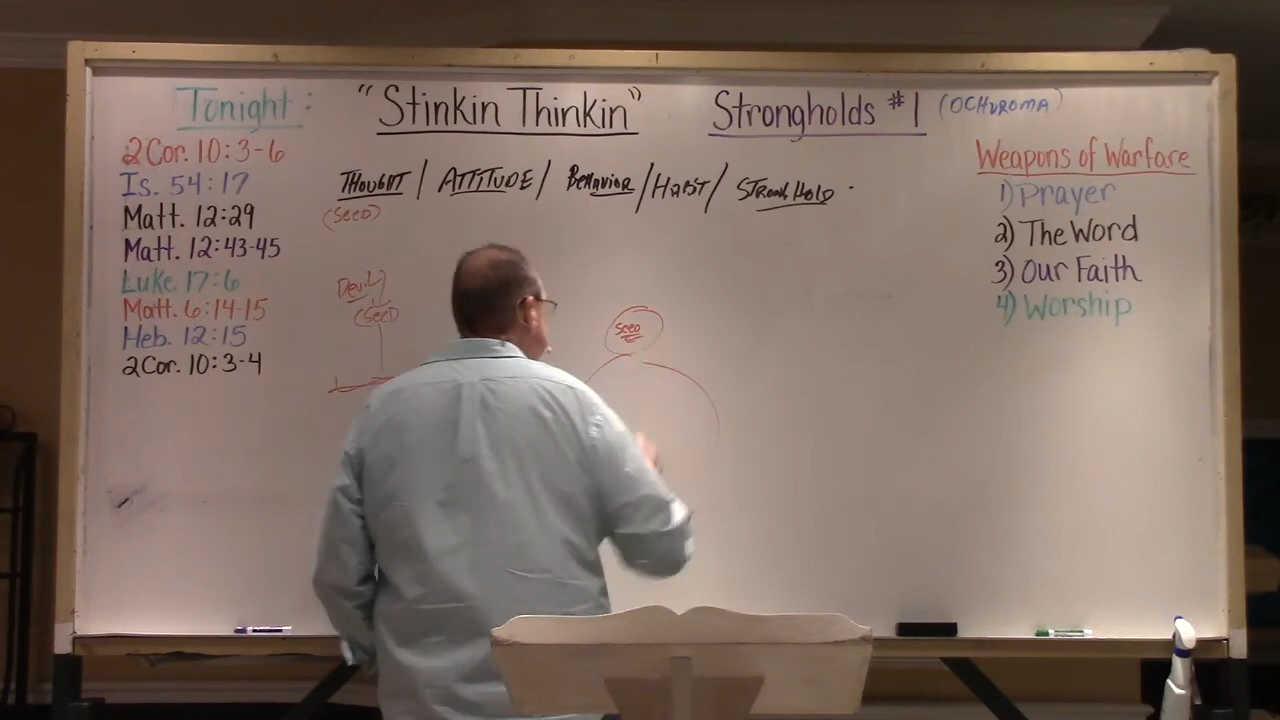 Tonight: "Stinkin Thinkin" Strongholds #1 (OCHUROMA)
2Cor. 10:3-6
Is. 54:17
Matt. 12:29
Matt. 12:43-45
Luke 17:6
Matt. 6:14-15
Heb. 12:15
2Cor. 10:3-4
THOUGHT / ATTITUDE / BEHAVIOR / HABIT / STRONGHOLD
(SEED)
Devil
(SEED)
SEED
Weapons of Warfare
1) Prayer
2) The Word
3) Our Faith
4) Worship